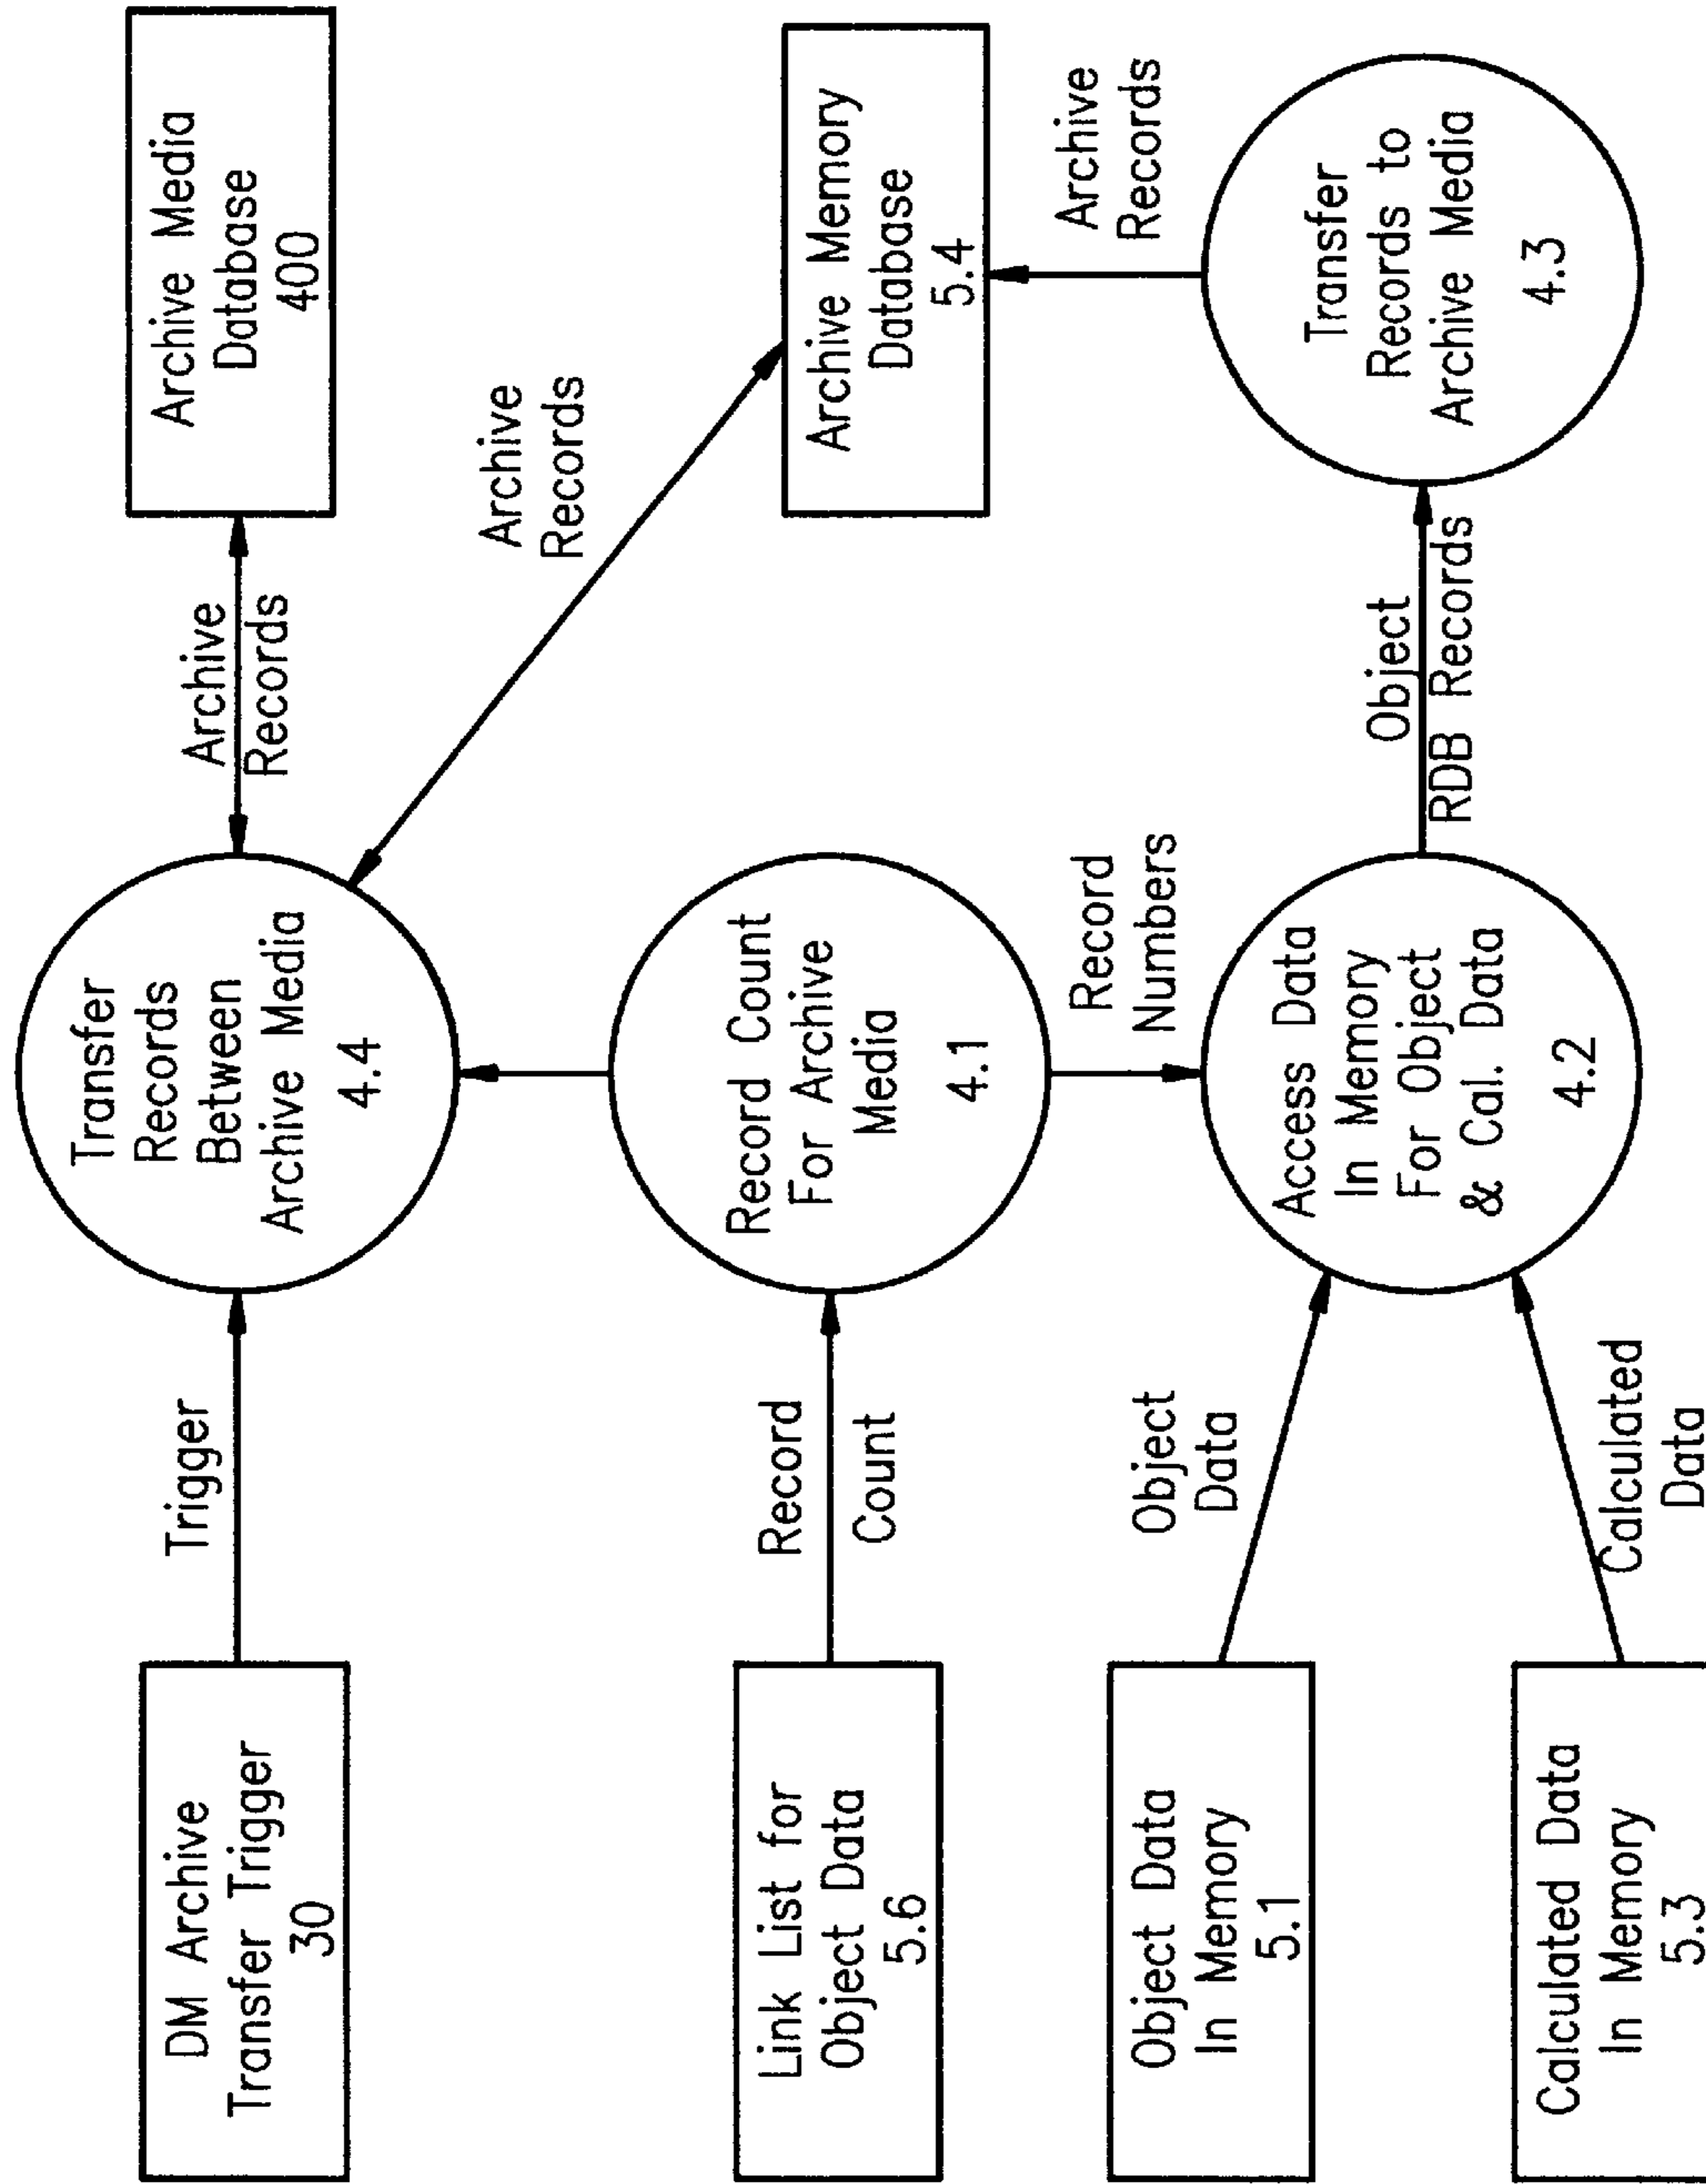 DM Archive
Transfer Trigger
30
Trigger
Transfer
Records
Between
Archive Media
4.4
Archive
Records
Archive Media
Database
400
Link List for
Object Data
5.6
Record
Count
Record Count
For Archive
Media
4.1
Archive
Records
Archive Memory
Database
5.4
Record
Numbers
Archive
Records
Object Data
In Memory
5.1
Object
Data
Calculated Data
In Memory
5.3
Calculated
Data
Access Data
In Memory
For Object
& Cal. Data
4.2
Object
RDB Records
Transfer
Records to
Archive Media
4.3